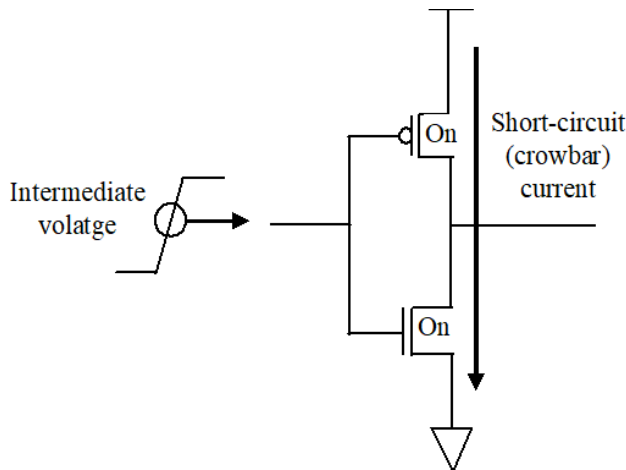 Intermediate
volatge
On
On
Short-circuit
(crowbar)
current